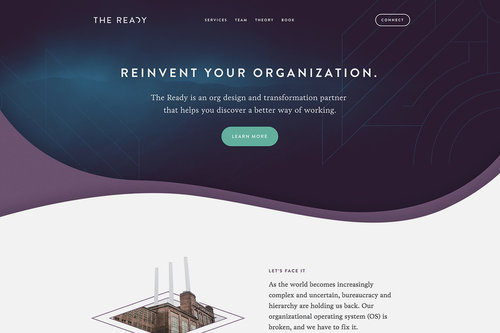 THE READY
SERVICES TEAM THEORY BOOK
CONNECT
REINVENT YOUR ORGANIZATION.
The Ready is an org design and transformation partner
that helps you discover a better way of working.
LEARN MORE
LET'S FACE IT
As the world becomes increasingly
complex and uncertain, bureaucracy and
hierarchy are holding us back. Our
organizational operating system (OS) is
broken, and we have to fix it.